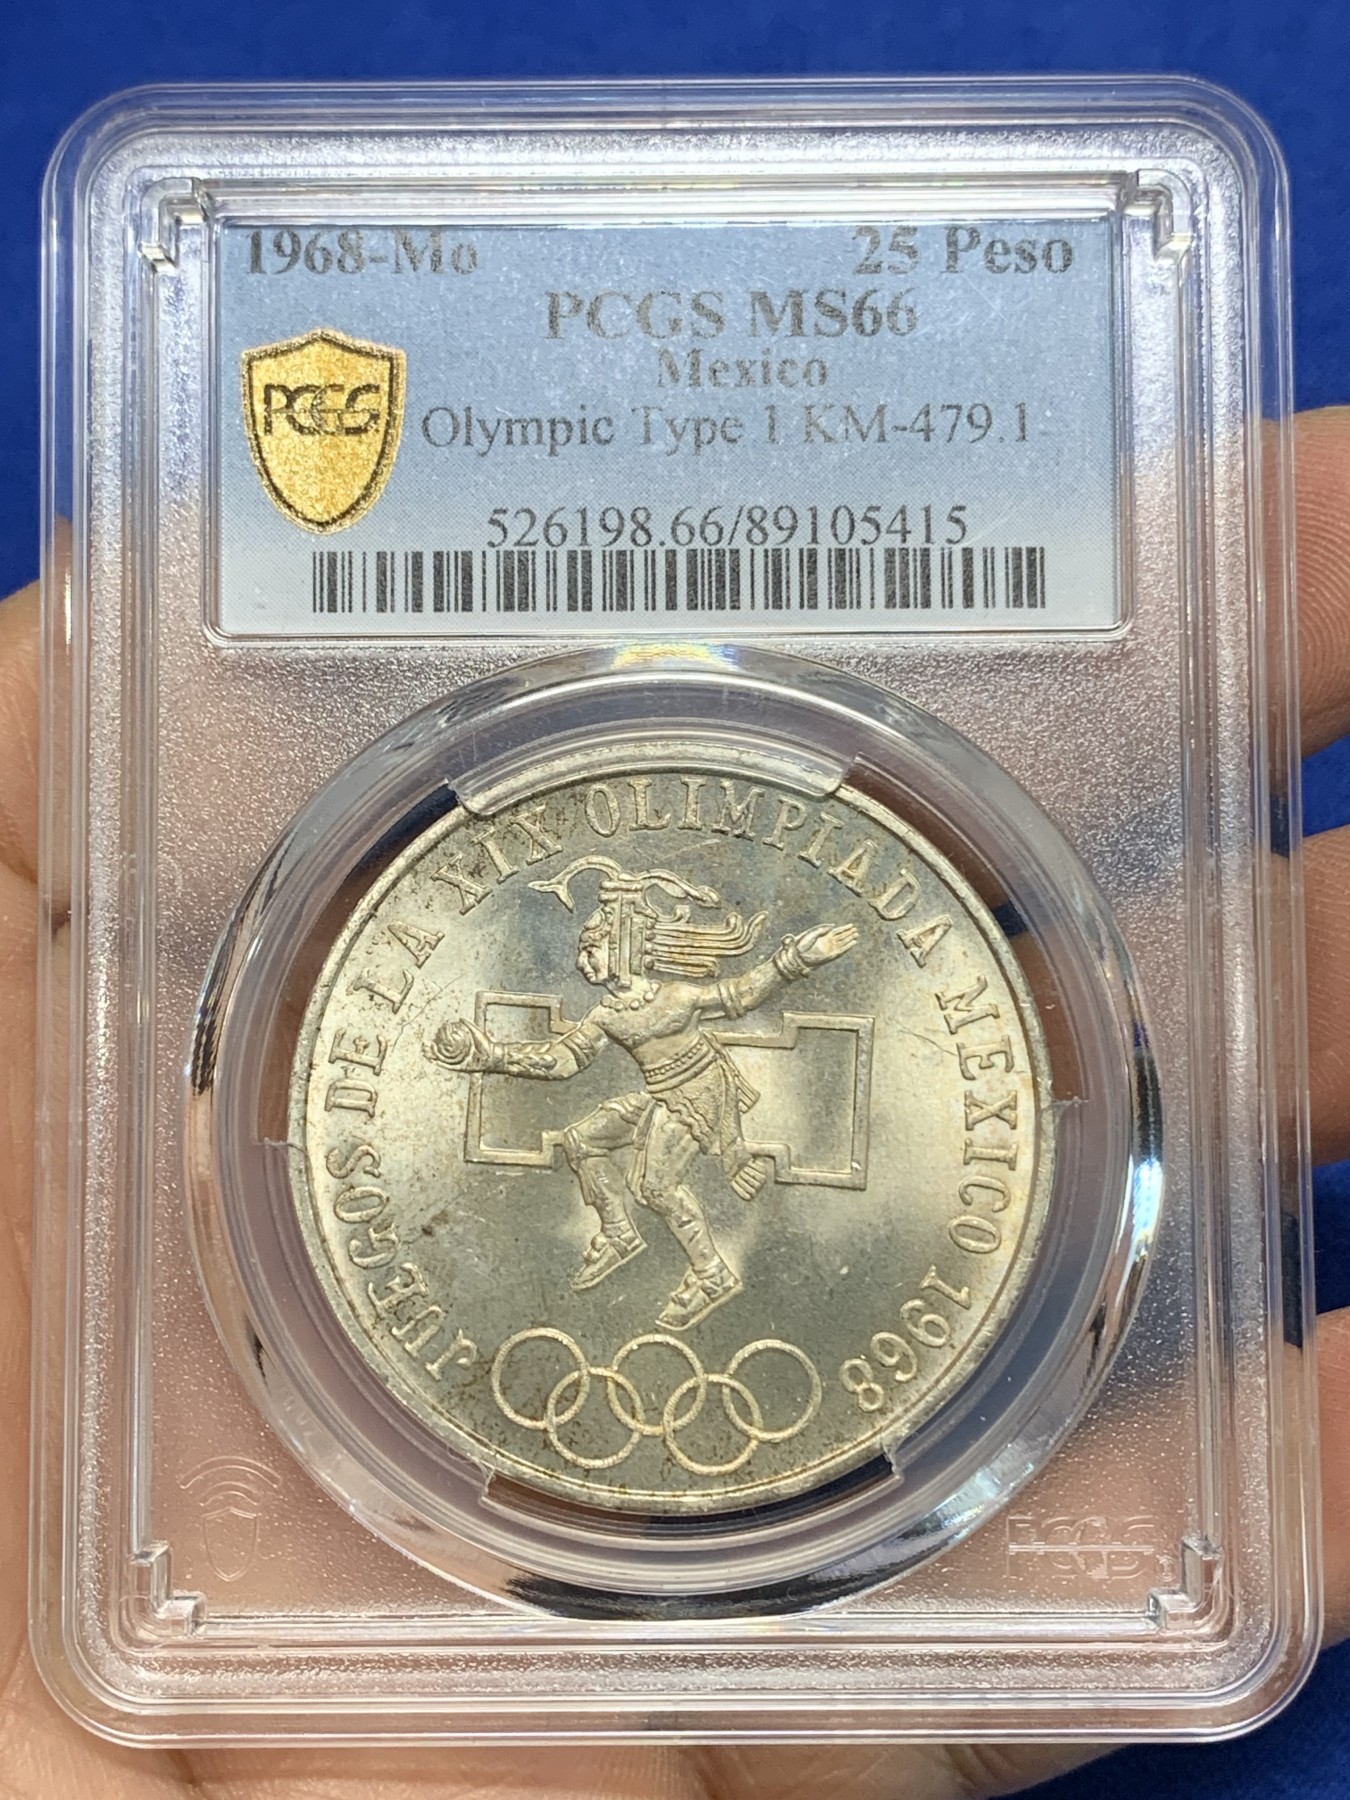 1968-Mo 25 Peso
PCGS MS66
Mexico
PCGS
Olympic Type 1 KM-479.1
526198.66/89105415
JUEGOS DE LA XIX OLIMPIADA MEXICO 1968
PCGS